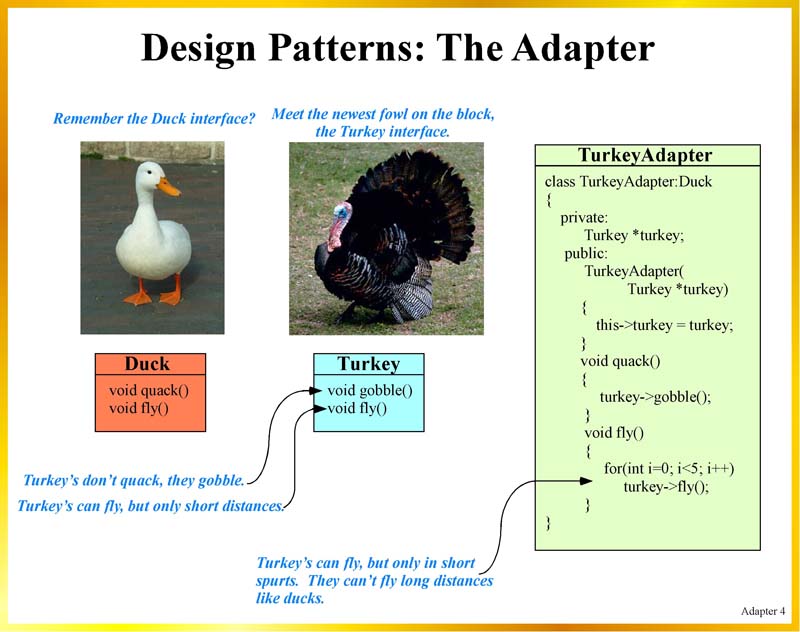 Design Patterns: The Adapter
Remember the Duck interface?
Meet the newest fowl on the block,
the Turkey interface.
Duck
void quack()
void fly()
Turkey
void gobble()
void fly()
Turkey’s don’t quack, they gobble.
Turkey’s can fly, but only short distances.
Turkey’s can fly, but only in short
spurts.  They can’t fly long distances
like ducks.
TurkeyAdapter
class TurkeyAdapter:Duck
{
private:
Turkey *turkey;
public:
TurkeyAdapter(
Turkey *turkey)
{
this->turkey = turkey;
}
void quack()
{
turkey->gobble();
}
void fly()
{
for(int i=0; i<5; i++)
turkey->fly();
}
}
Adapter 4